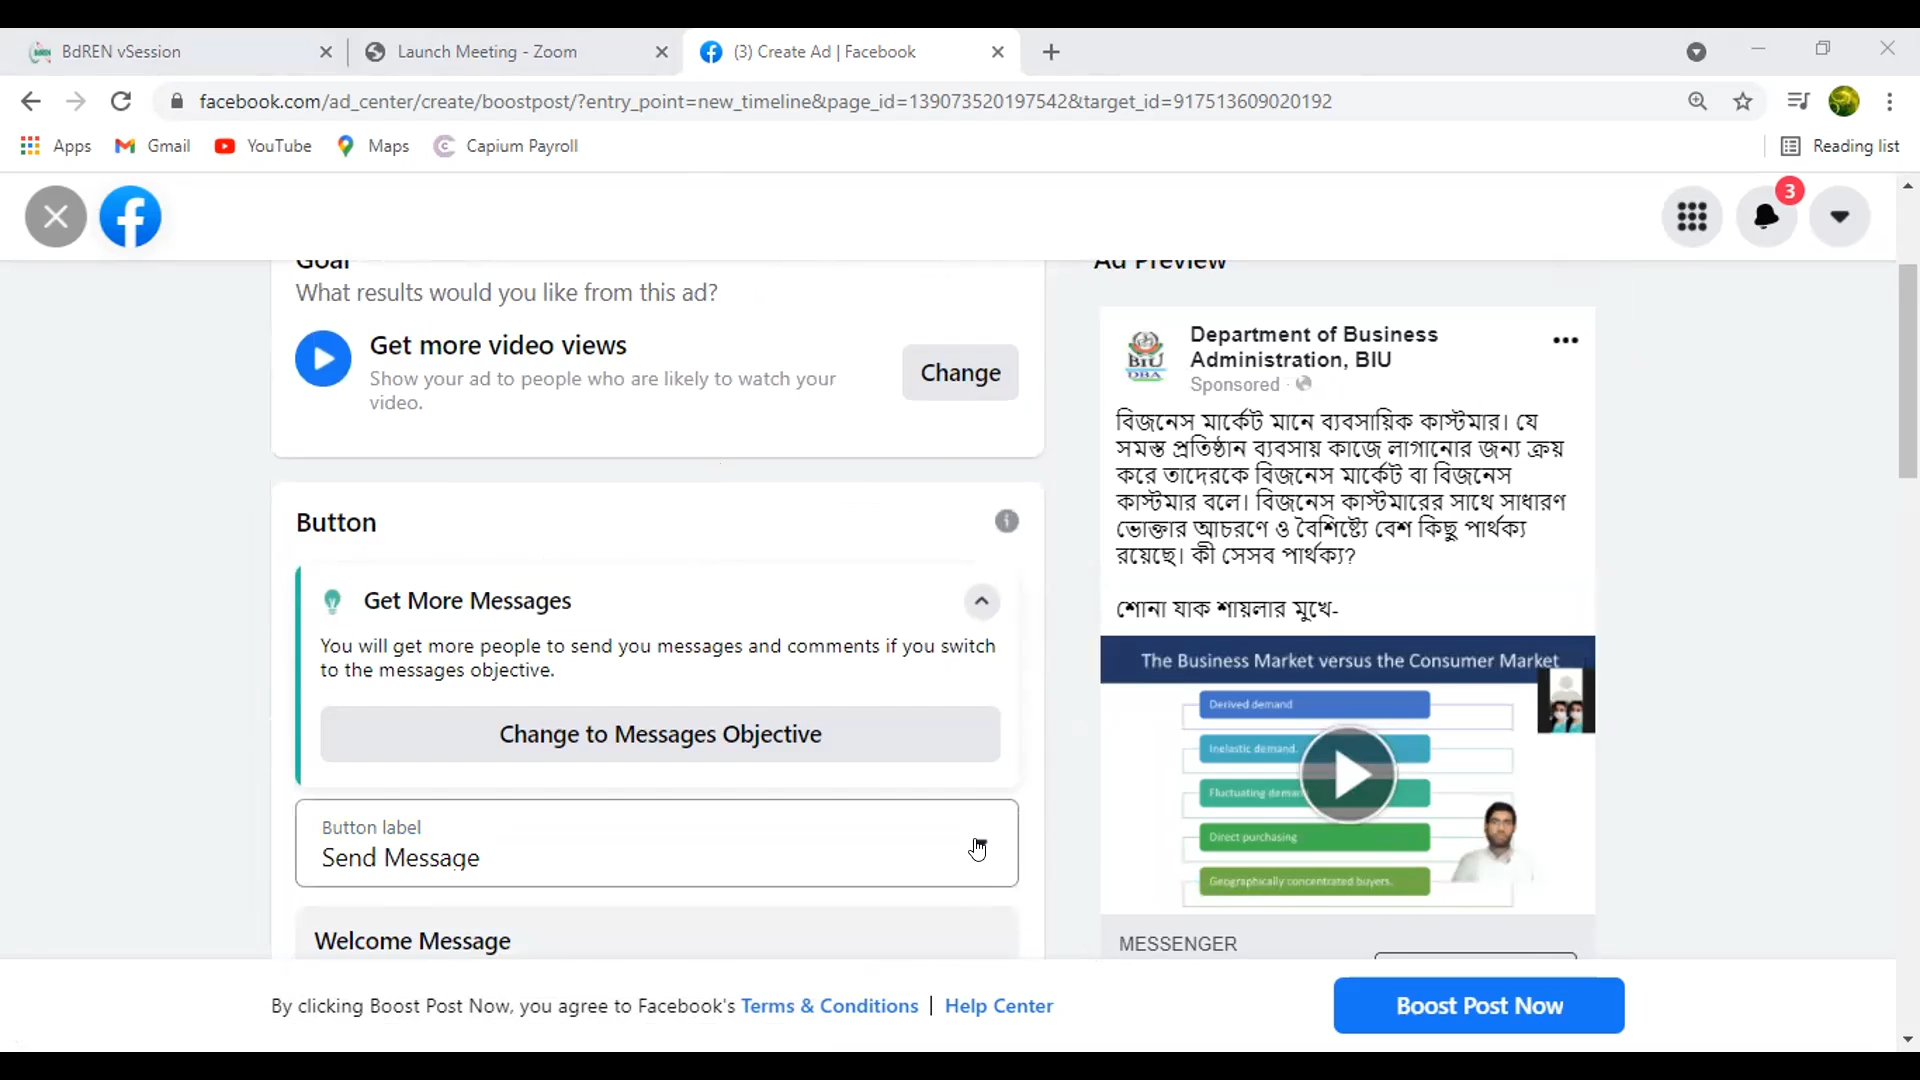 BdREN vSession
Launch Meeting - Zoom
(3) Create Ad | Facebook
facebook.com/ad_center/create/boostpost/?entry_point=new_timeline&page_id=139073520197542&target_id=917513609020192
Apps
Gmail
YouTube
Maps
Capium Payroll
Reading list
3
Goal
What results would you like from this ad?
Get more video views
Show your ad to people who are likely to watch your
video.
Change
Button
Get More Messages
You will get more people to send you messages and comments if you switch
to the messages objective.
Change to Messages Objective
Button label
Send Message
Welcome Message
Ad Preview
BIU
DBA
Department of Business
Administration, BIU
Sponsored ·
বিজনেস মার্কেট মানে ব্যবসায়িক কাস্টমার। যে
সমস্ত প্রতিষ্ঠান ব্যবসায় কাজে লাগানোর জন্য ক্রয়
করে তাদেরকে বিজনেস মার্কেট বা বিজনেস
কাস্টমার বলে। বিজনেস কাস্টমারের সাথে সাধারণ
ভোক্তার আচরণে ও বৈশিষ্ট্যে বেশ কিছু পার্থক্য
রয়েছে। কী সেসব পার্থক্য?
শোনা যাক শায়লার মুখে-
The Business Market versus the Consumer Market
Derived demand
Inelastic demand.
Fluctuating deman
Direct purchasing
Geographically concentrated buyers.
MESSENGER
By clicking Boost Post Now, you agree to Facebook's Terms & Conditions | Help Center
Boost Post Now